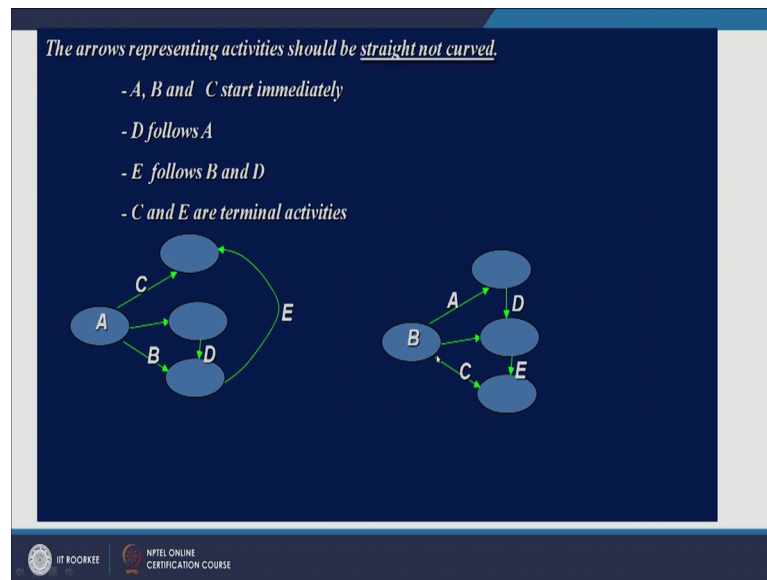 The arrows representing activities should be straight not curved.
- A, B and C start immediately
- D follows A
- E follows B and D
- C and E are terminal activities
C
A
B
D
E
A
D
B
C
E
IIT ROORKEE
NPTEL ONLINE
CERTIFICATION COURSE
NPTEL